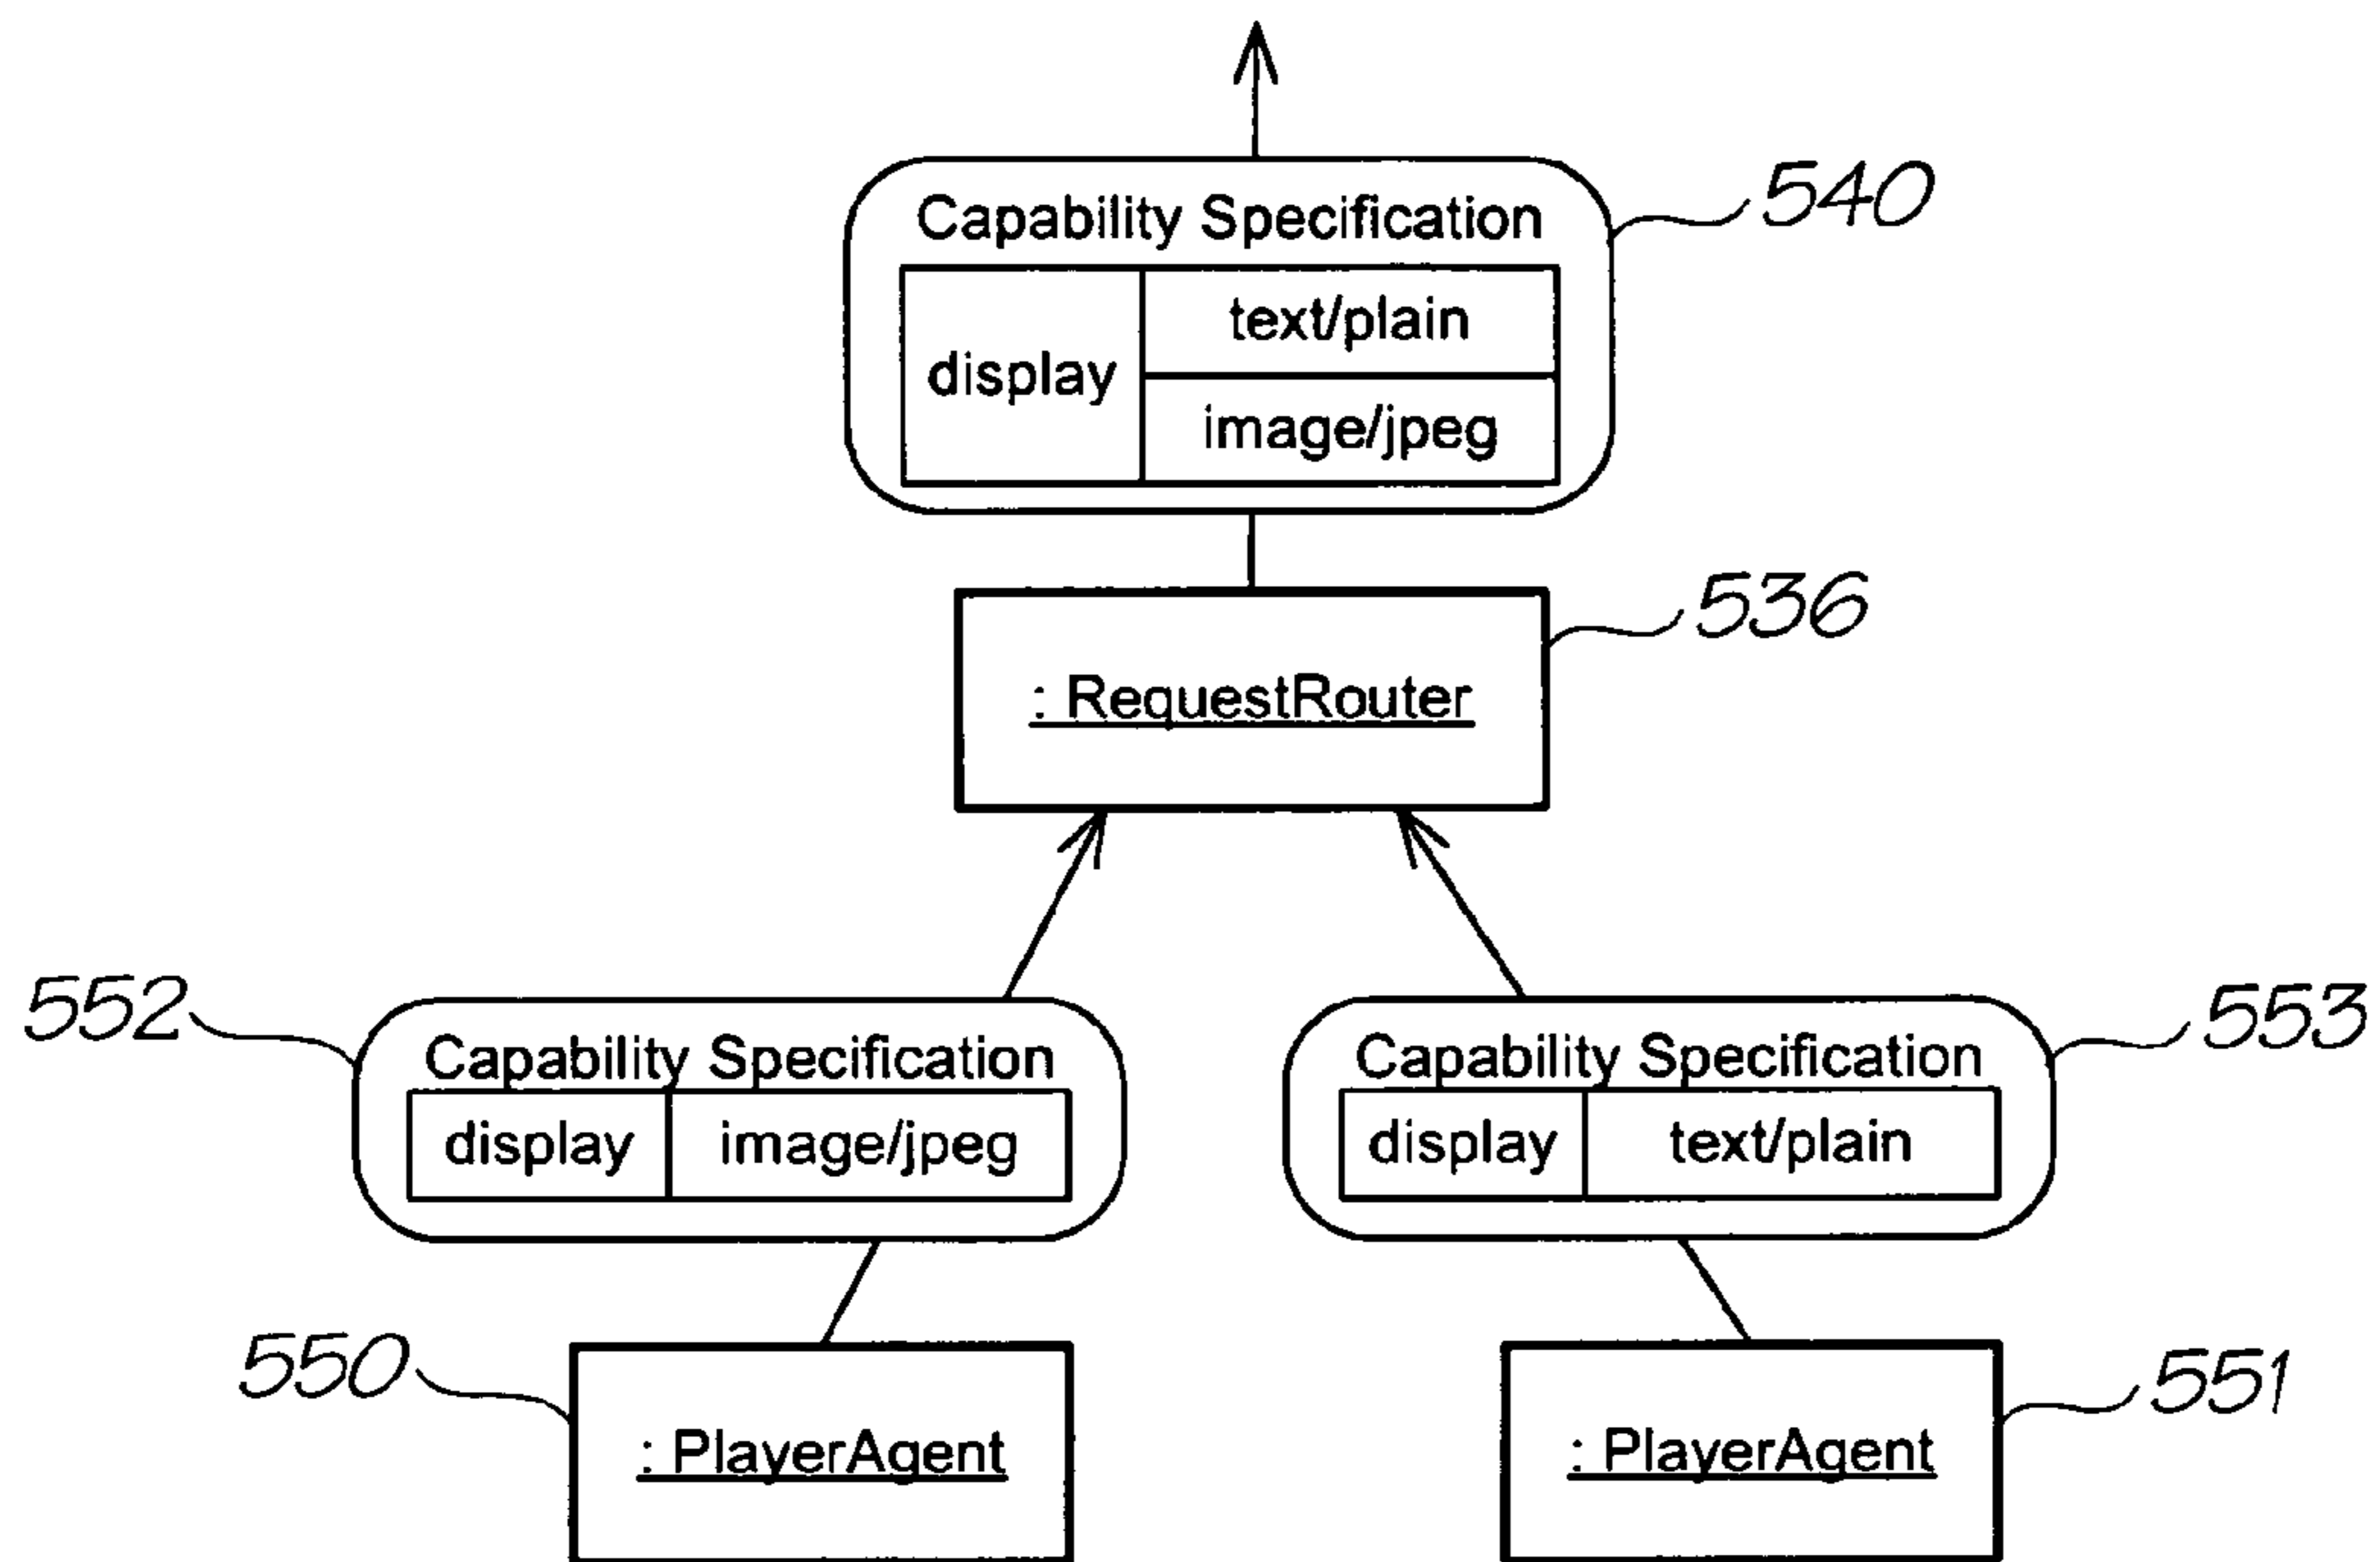 Capability Specification
540
display
text/plain
image/jpeg
536
: RequestRouter
552
Capability Specification
display
image/jpeg
553
Capability Specification
display
text/plain
550
: PlayerAgent
551
: PlayerAgent